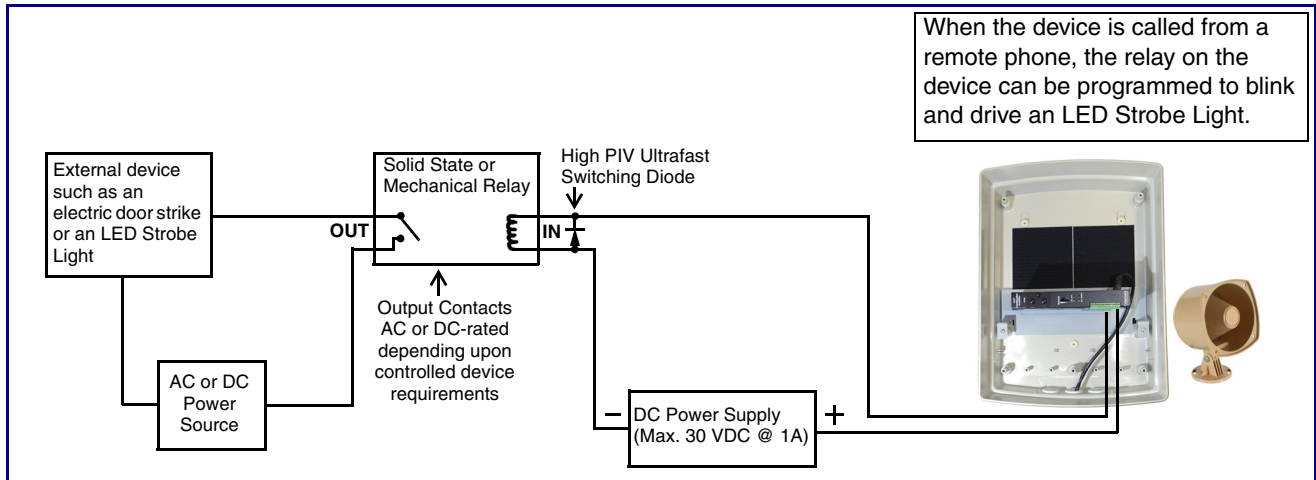 When the device is called from a
remote phone, the relay on the
device can be programmed to blink
and drive an LED Strobe Light.
External device
such as an
electric door strike
or an LED Strobe
Light
Solid State or
Mechanical Relay
High PIV Ultrafast
Switching Diode
OUT
IN
Output Contacts
AC or DC-rated
depending upon
controlled device
requirements
AC or DC
Power
Source
– DC Power Supply +
(Max. 30 VDC @ 1A)